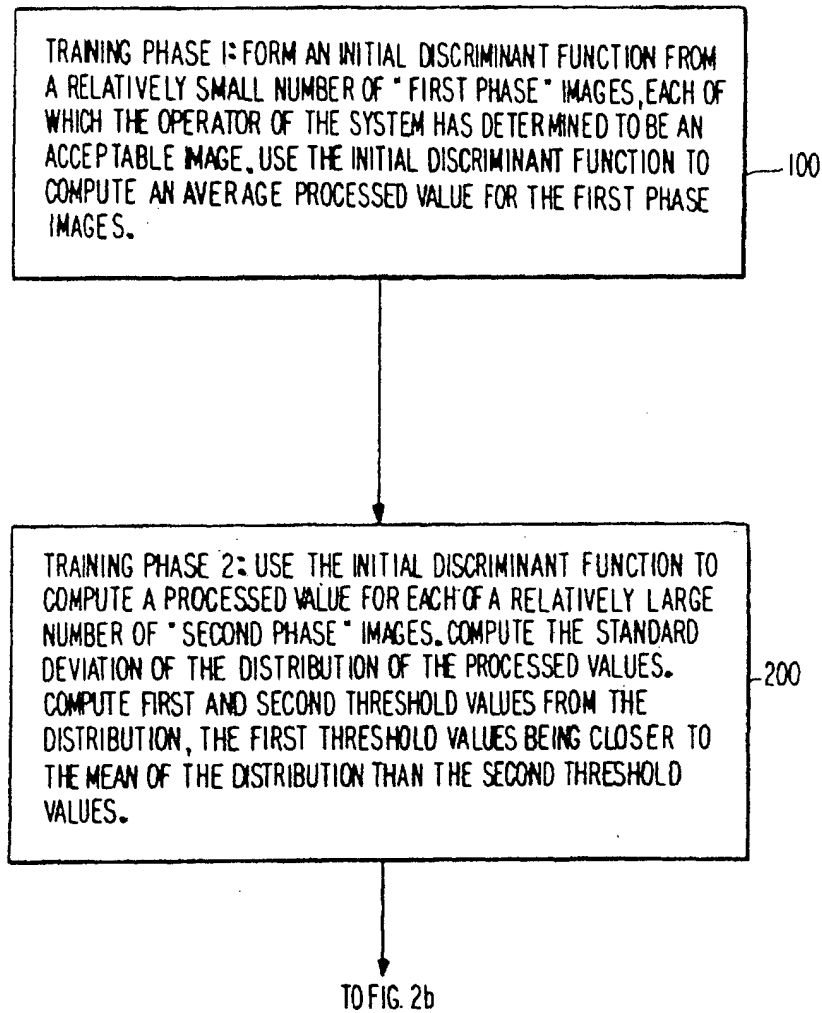 TRAINING PHASE 1: FORM AN INITIAL DISCRIMINANT FUNCTION FROM
A RELATIVELY SMALL NUMBER OF "FIRST PHASE" IMAGES, EACH OF
WHICH THE OPERATOR OF THE SYSTEM HAS DETERMINED TO BE AN
ACCEPTABLE IMAGE. USE THE INITIAL DISCRIMINANT FUNCTION TO
COMPUTE AN AVERAGE PROCESSED VALUE FOR THE FIRST PHASE
IMAGES.
100
TRAINING PHASE 2: USE THE INITIAL DISCRIMINANT FUNCTION TO
COMPUTE A PROCESSED VALUE FOR EACH OF A RELATIVELY LARGE
NUMBER OF "SECOND PHASE" IMAGES. COMPUTE THE STANDARD
DEVIATION OF THE DISTRIBUTION OF THE PROCESSED VALUES.
COMPUTE FIRST AND SECOND THRESHOLD VALUES FROM THE
DISTRIBUTION, THE FIRST THRESHOLD VALUES BEING CLOSER TO
THE MEAN OF THE DISTRIBUTION THAN THE SECOND THRESHOLD
VALUES.
200
TO FIG. 2b